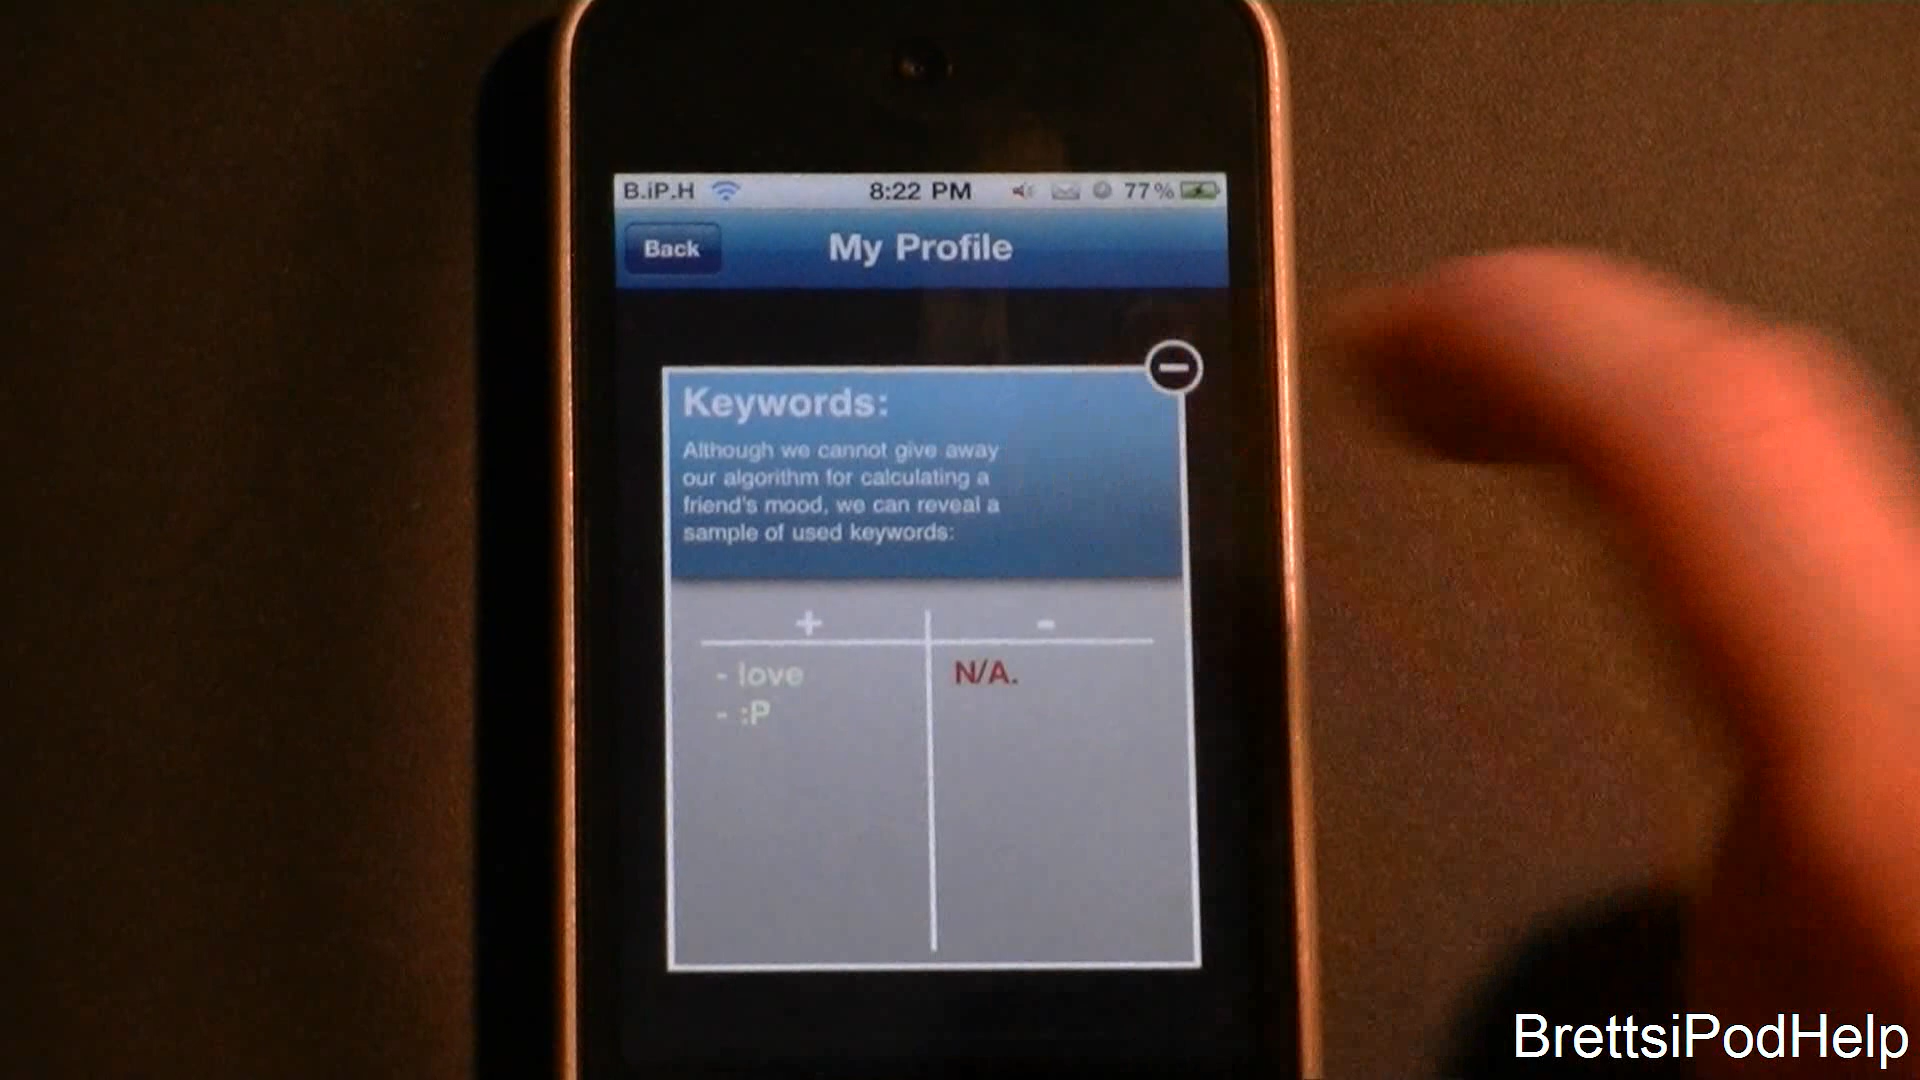 B.iP.H 8:22 PM 77%
Back My Profile
Keywords:
Although we cannot give away
our algorithm for calculating a
friend's mood, we can reveal a
sample of used keywords:
+ -
- love N/A.
- :P
BrettsiPodHelp